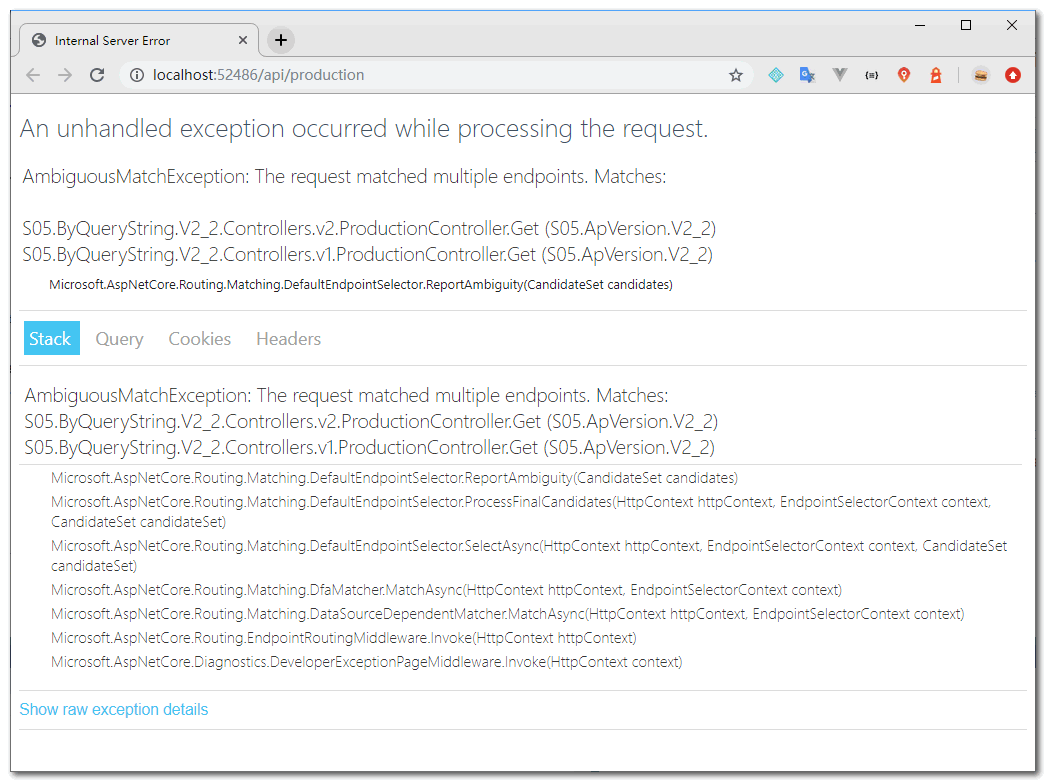 Internal Server Error
localhost:52486/api/production
An unhandled exception occurred while processing the request.
AmbiguousMatchException: The request matched multiple endpoints. Matches:
S05.ByQueryString.V2_2.Controllers.v2.ProductionController.Get (S05.ApVersion.V2_2)
S05.ByQueryString.V2_2.Controllers.v1.ProductionController.Get (S05.ApVersion.V2_2)
Microsoft.AspNetCore.Routing.Matching.DefaultEndpointSelector.ReportAmbiguity(CandidateSet candidates)
Stack Query Cookies Headers
AmbiguousMatchException: The request matched multiple endpoints. Matches:
S05.ByQueryString.V2_2.Controllers.v2.ProductionController.Get (S05.ApVersion.V2_2)
S05.ByQueryString.V2_2.Controllers.v1.ProductionController.Get (S05.ApVersion.V2_2)
Microsoft.AspNetCore.Routing.Matching.DefaultEndpointSelector.ReportAmbiguity(CandidateSet candidates)
Microsoft.AspNetCore.Routing.Matching.DefaultEndpointSelector.ProcessFinalCandidates(HttpContext httpContext, EndpointSelectorContext context,
CandidateSet candidateSet)
Microsoft.AspNetCore.Routing.Matching.DefaultEndpointSelector.SelectAsync(HttpContext httpContext, EndpointSelectorContext context, CandidateSet
candidateSet)
Microsoft.AspNetCore.Routing.Matching.DfaMatcher.MatchAsync(HttpContext httpContext, EndpointSelectorContext context)
Microsoft.AspNetCore.Routing.Matching.DataSourceDependentMatcher.MatchAsync(HttpContext httpContext, EndpointSelectorContext context)
Microsoft.AspNetCore.Routing.EndpointRoutingMiddleware.Invoke(HttpContext httpContext)
Microsoft.AspNetCore.Diagnostics.DeveloperExceptionPageMiddleware.Invoke(HttpContext context)
Show raw exception details